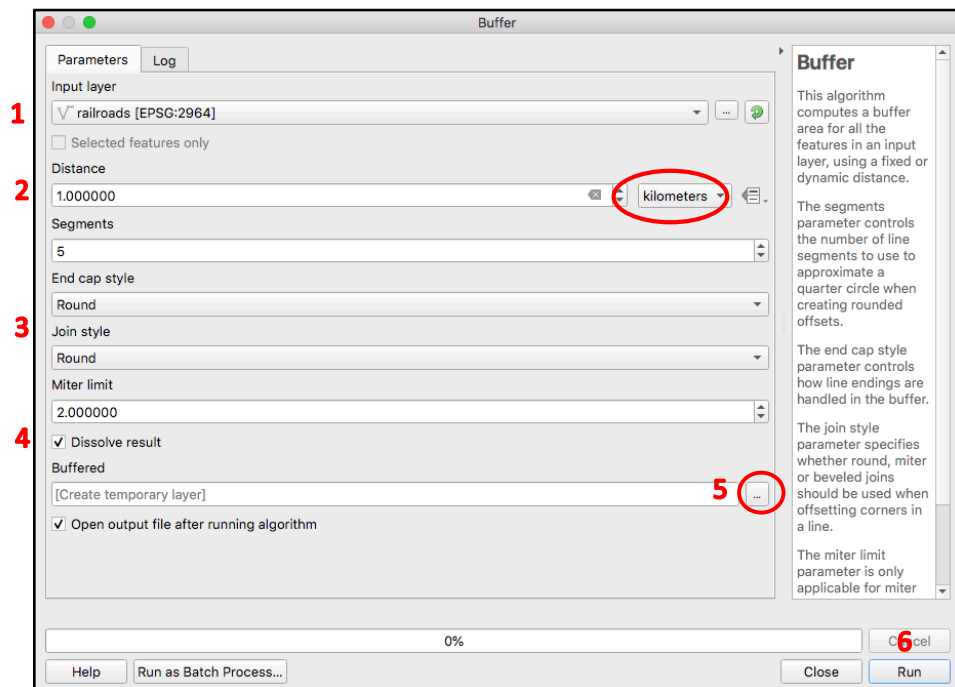 Buffer
Parameters
Log
Input layer
1
railroads [EPSG:2964]
...
Selected features only
Distance
2
1.000000
kilometers
Segments
5
End cap style
Round
3
Join style
Round
Miter limit
2.000000
4
Dissolve result
Buffered
[Create temporary layer]
5
...
Open output file after running algorithm
Buffer
This algorithm
computes a buffer
area for all the
features in an input
layer, using a fixed or
dynamic distance.
The segments
parameter controls
the number of line
segments to use to
approximate a
quarter circle when
creating rounded
offsets.
The end cap style
parameter controls
how line endings are
handled in the buffer.
The join style
parameter specifies
whether round, miter
or beveled joins
should be used when
offsetting corners in
a line.
The miter limit
parameter is only
applicable for miter
0%
Cancel
6
Help
Run as Batch Process...
Close
Run